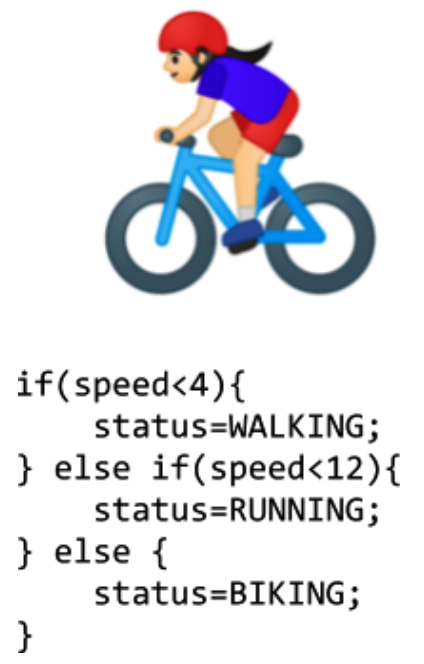 if(speed<4){
    status=WALKING;
} else if(speed<12){
    status=RUNNING;
} else {
    status=BIKING;
}